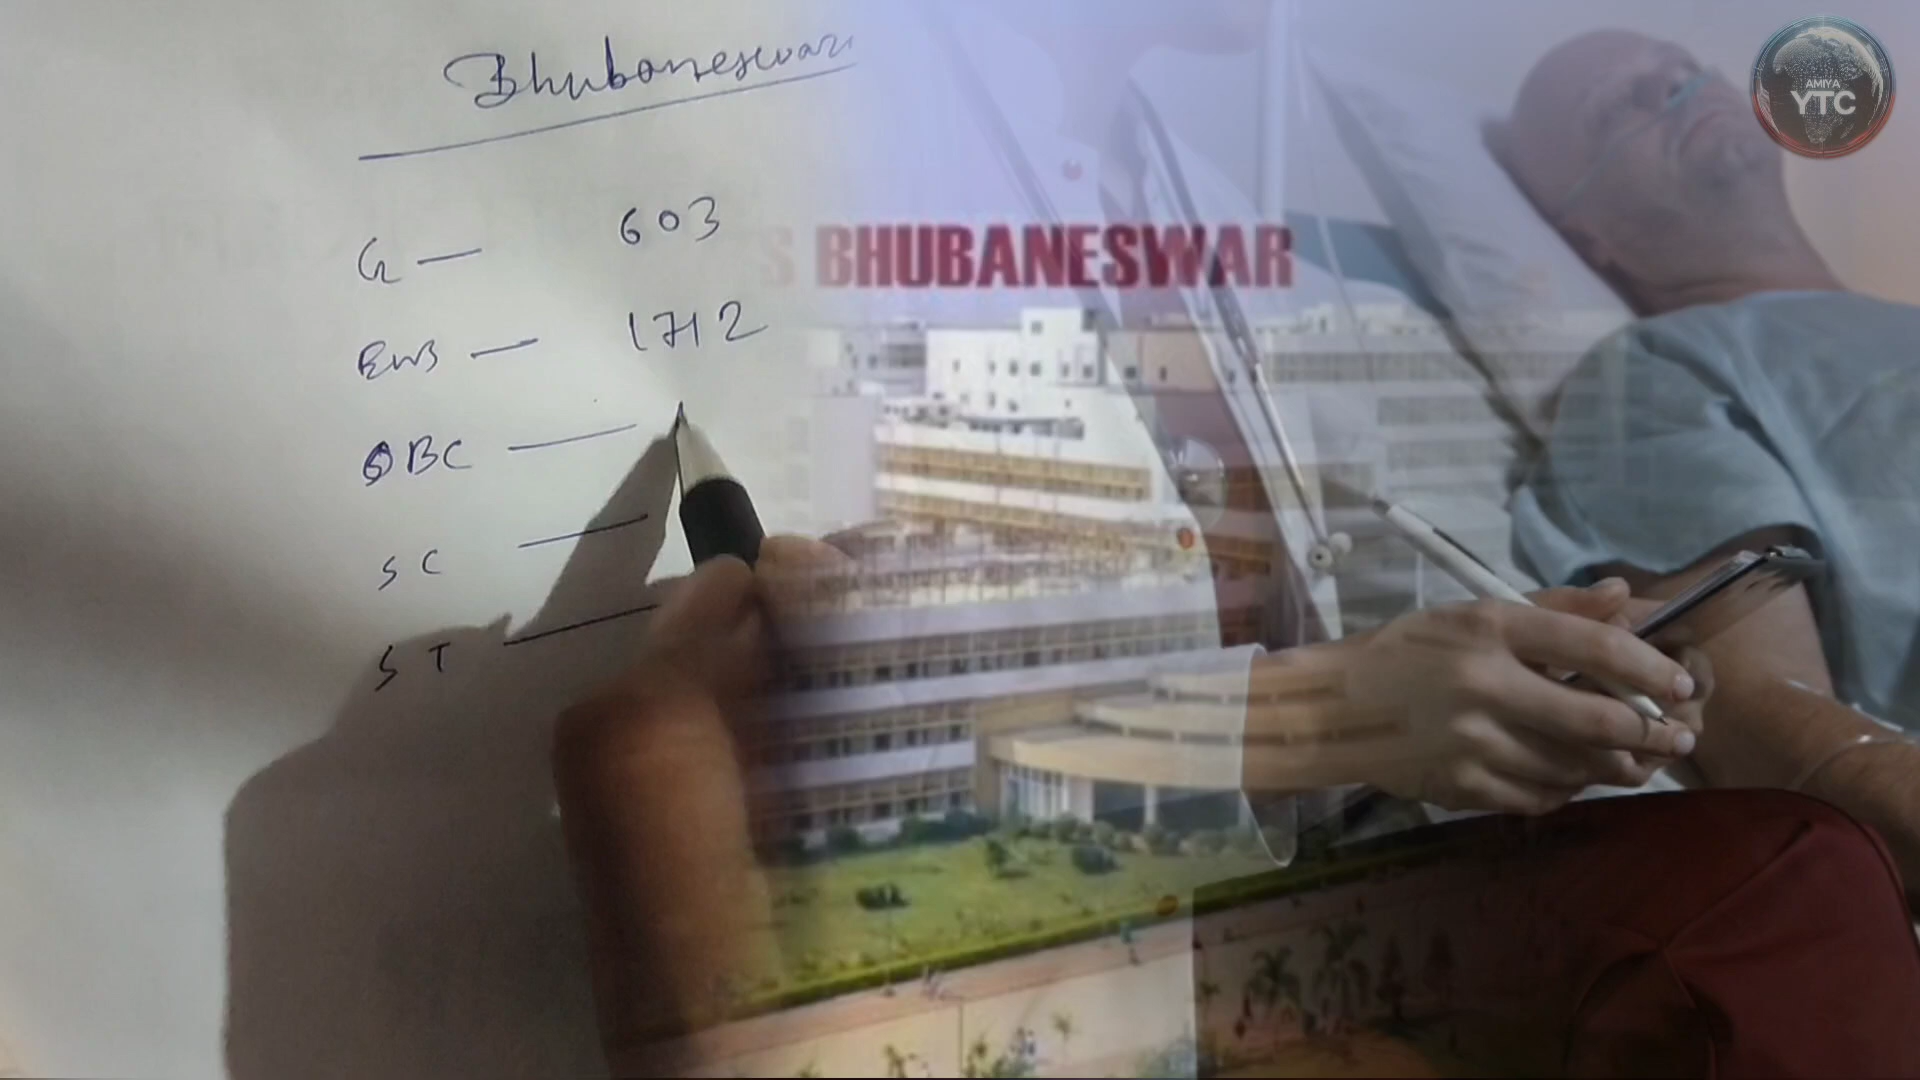 Bhubaneswar
G — 603
EWS — 1712
OBC —
SC —
ST —
S BHUBANESWAR
AMIYA
YTC